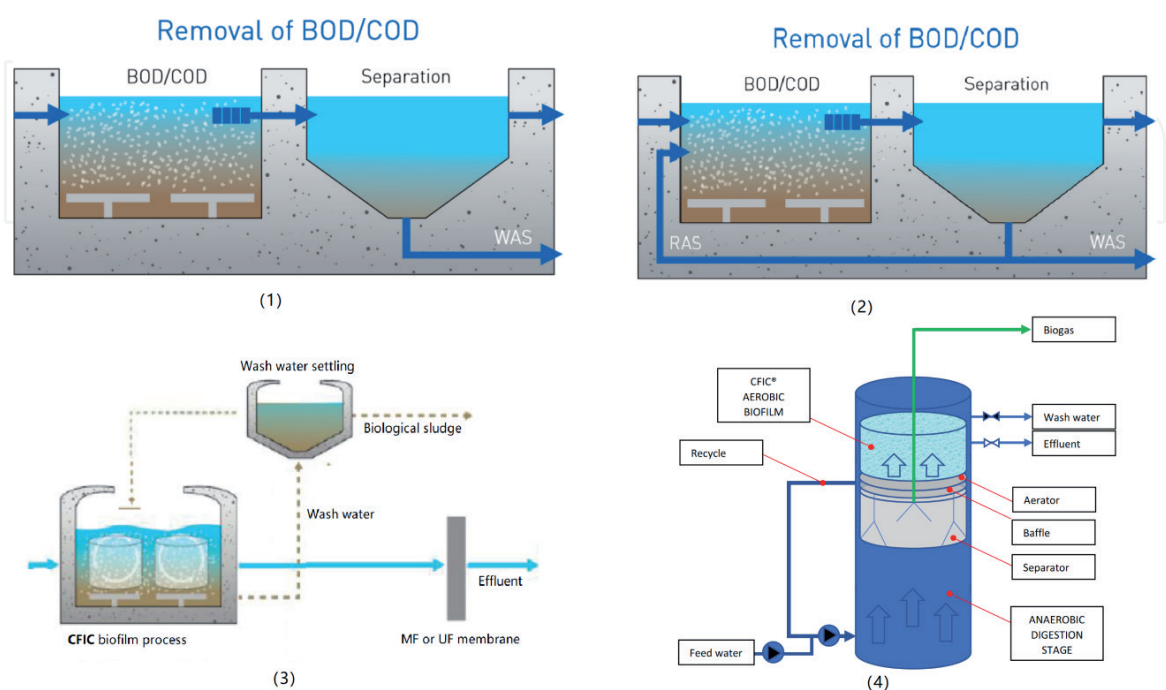 Removal of BOD/COD
BOD/COD
Separation
WAS
(1)
Removal of BOD/COD
BOD/COD
Separation
RAS
WAS
(2)
Wash water settling
Biological sludge
Wash water
Effluent
CFIC biofilm process
MF or UF membrane
(3)
Biogas
CFIC®
AEROBIC
BIOFILM
Wash water
Effluent
Recycle
Aerator
Baffle
Separator
ANAEROBIC
DIGESTION
STAGE
Feed water
(4)